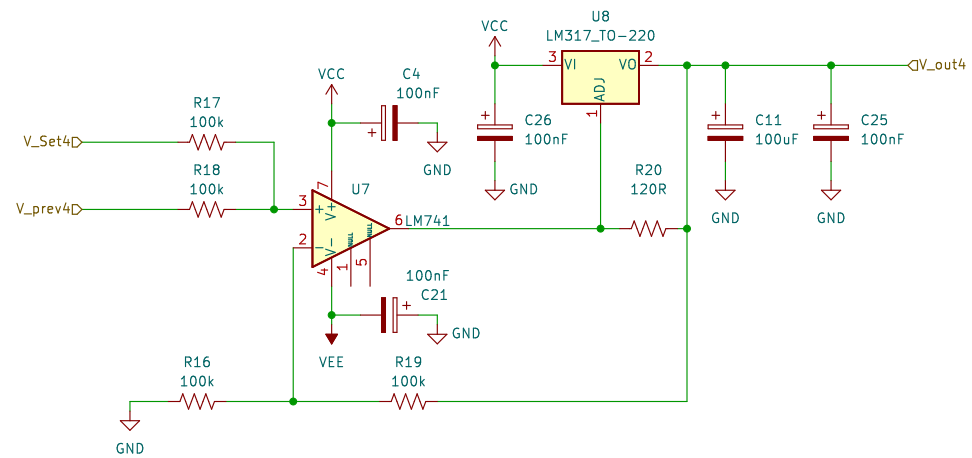 U8
VCC
LM317_TO-220
3
VI
VO
2
V_out4
ADJ
1
VCC
C4
100nF
R17
100k
V_Set4
GND
C26
100nF
C11
100uF
C25
100nF
R18
100k
V_prev4
7
U7
3
V+
2
V-
NULL
NULL
6
LM741
4
1
5
R20
120R
GND
GND
GND
100nF
C21
GND
VEE
R16
100k
R19
100k
GND